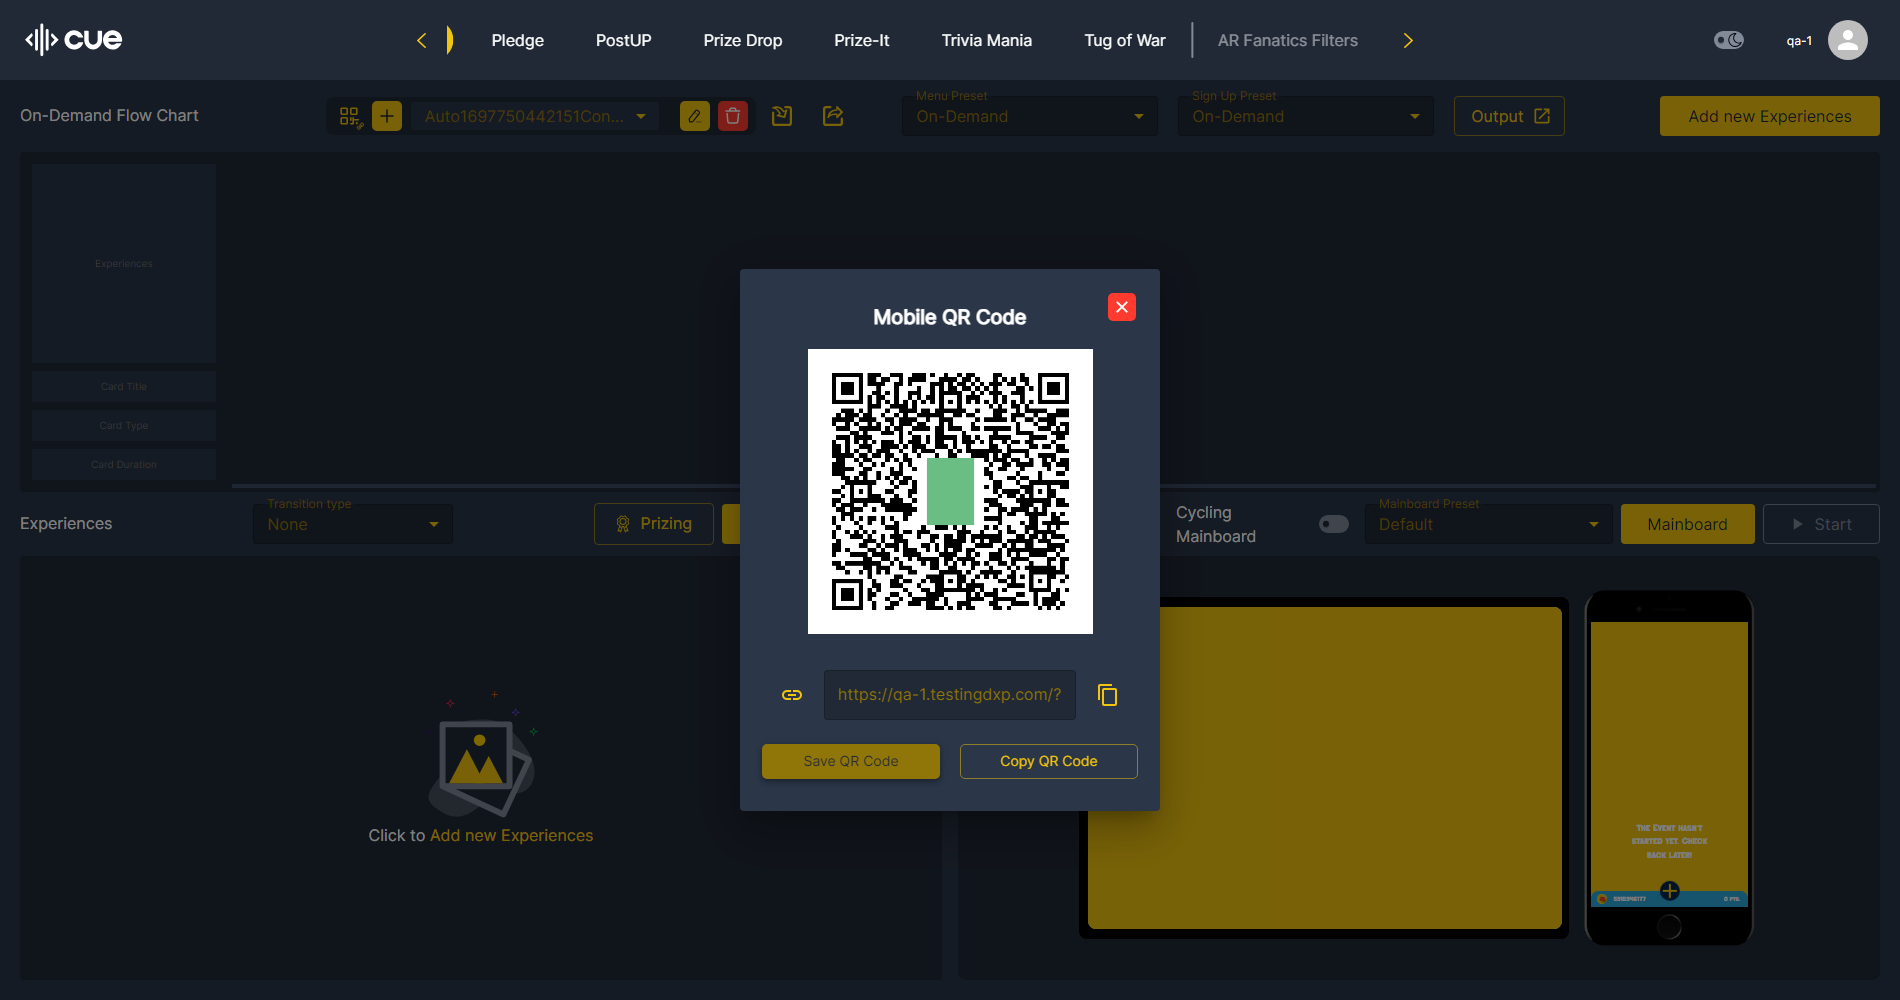 cue
Pledge
PostUP
Prize Drop
Prize-It
Trivia Mania
Tug of War
AR Fanatics Filters
qa-1
On-Demand Flow Chart
Auto1697750442151Con...
Menu Preset
On-Demand
Sign Up Preset
On-Demand
Output
Add new Experiences
Experiences
Card Title
Card Type
Card Duration
Mobile QR Code
https://qa-1.testingdxp.com/?
Save QR Code
Copy QR Code
Experiences
Transition type
None
Prizing
Cycling
Mainboard
Mainboard Preset
Default
Mainboard
Start
Click to Add new Experiences
The Event hasn't
started yet. Check
back later!
0 PTS.